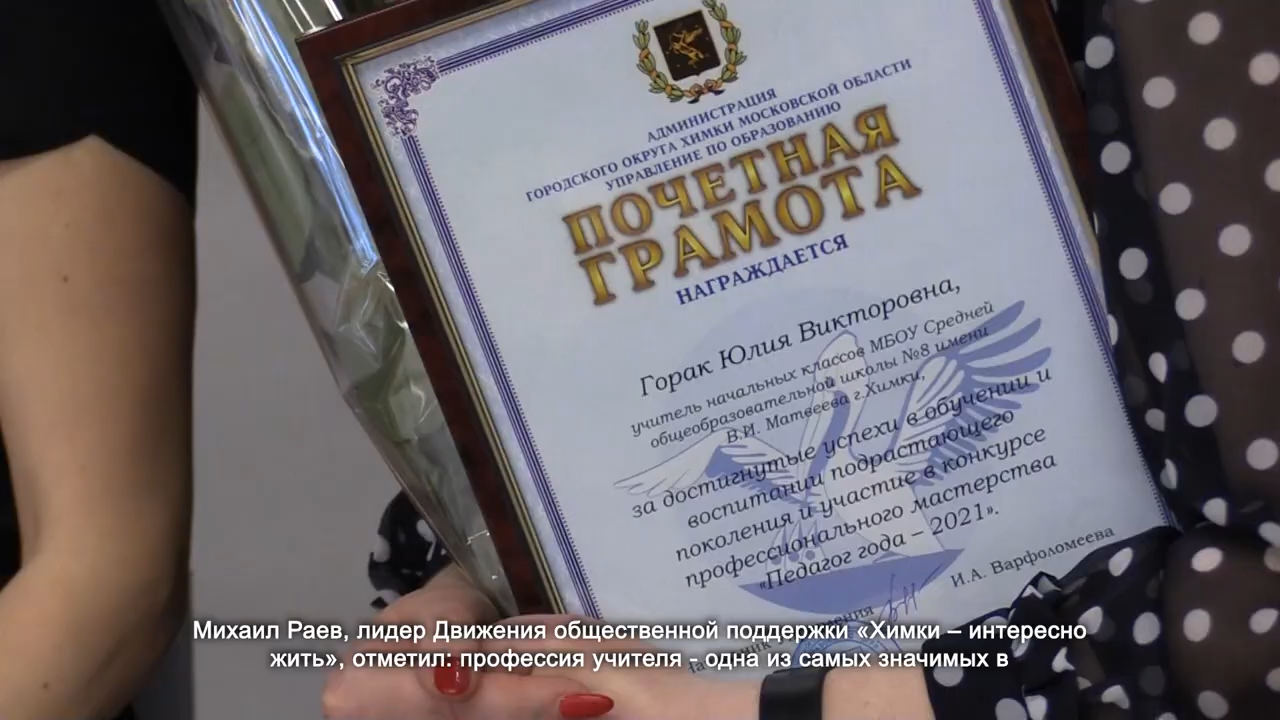 АДМИНИСТРАЦИЯ
ГОРОДСКОГО ОКРУГА ХИМКИ МОСКОВСКОЙ ОБЛАСТИ
УПРАВЛЕНИЕ ПО ОБРАЗОВАНИЮ
ПОЧЕТНАЯ
ГРАМОТА
НАГРАЖДАЕТСЯ
Горак Юлия Викторовна,
учитель начальных классов МБОУ Средней
общеобразовательной школы №8 имени
В.И. Матвеева г.Химки,
за достигнутые успехи в обучении и
воспитании подрастающего
поколения и участие в конкурсе
профессионального мастерства
«Педагог года – 2021».
И.А. Варфоломеева
Михаил Раев, лидер Движения общественной поддержки «Химки – интересно
жить», отметил: профессия учителя - одна из самых значимых в